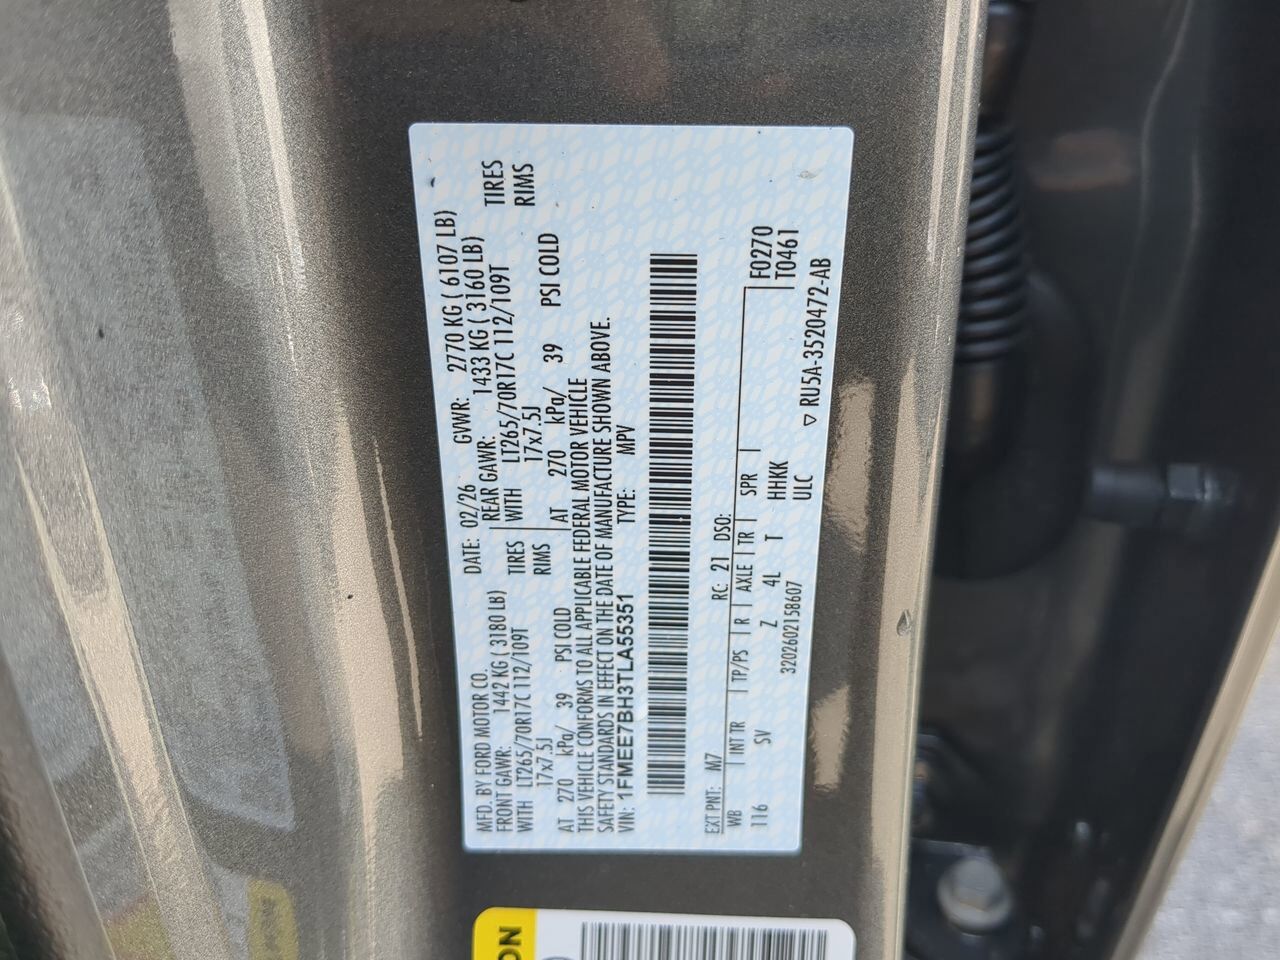 MFD. BY FORD MOTOR CO.
DATE: 02/26 GVWR: 2770 KG ( 6107 LB)
FRONT GAWR: 1442 KG ( 3180 LB)
REAR GAWR: 1433 KG ( 3160 LB)
WITH LT265/70R17C 112/109T TIRES
WITH LT265/70R17C 112/109T TIRES
17x7.5J RIMS
17x7.5J RIMS
AT 270 kPa/ 39 PSI COLD
AT 270 kPa/ 39 PSI COLD
THIS VEHICLE CONFORMS TO ALL APPLICABLE FEDERAL MOTOR VEHICLE
SAFETY STANDARDS IN EFFECT ON THE DATE OF MANUFACTURE SHOWN ABOVE.
VIN: 1FMEE7BH3TLA55351 TYPE: MPV
EXT PNT: M7 RC: 21 DSO:
WB INT TR TP/PS R AXLE TR SPR F0270
116 SV Z 4L T HHKK T0461
3202602158607 ULC ▽ RU5A-3520472-AB
ON